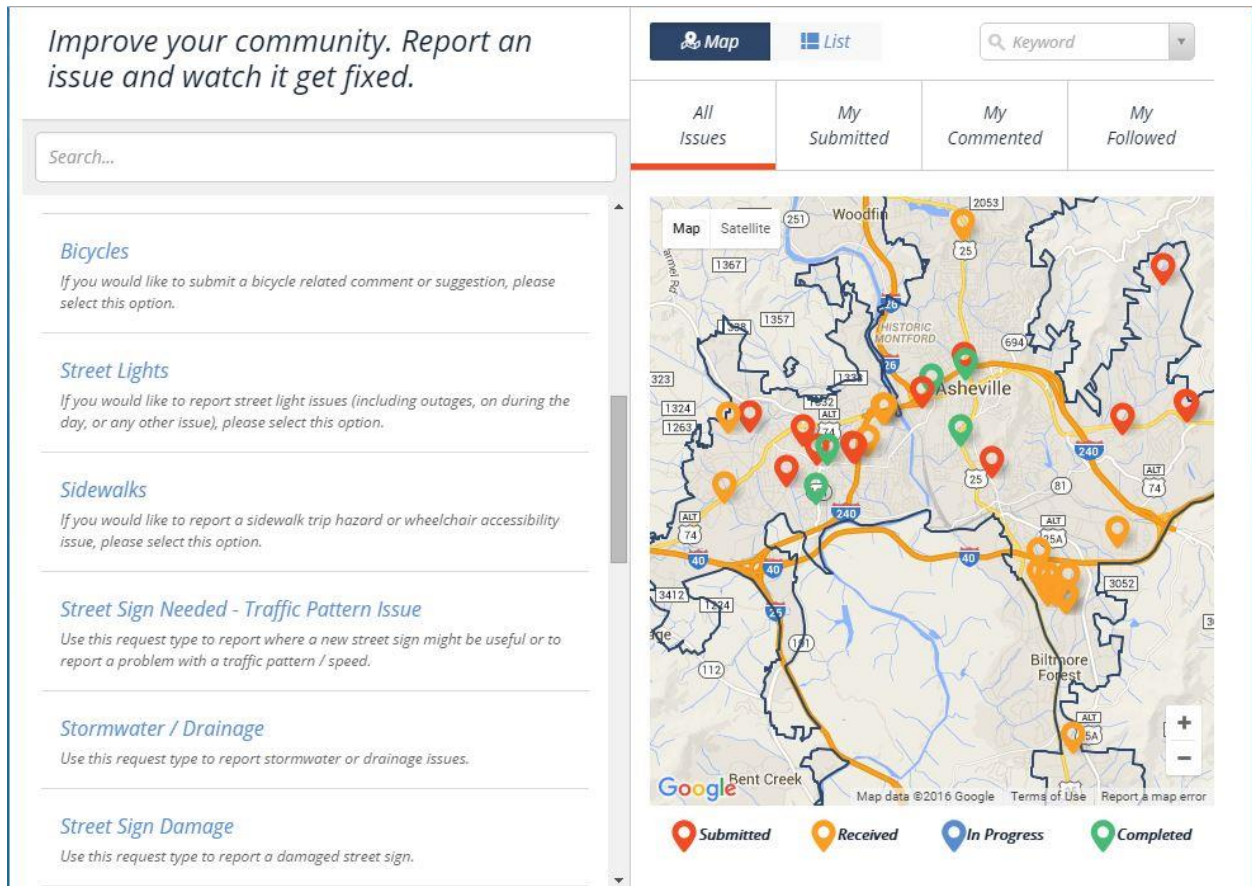 Improve your community. Report an
issue and watch it get fixed.
Search...
Bicycles
If you would like to submit a bicycle related comment or suggestion, please
select this option.
Street Lights
If you would like to report street light issues (including outages, on during the
day, or any other issue), please select this option.
Sidewalks
If you would like to report a sidewalk trip hazard or wheelchair accessibility
issue, please select this option.
Street Sign Needed - Traffic Pattern Issue
Use this request type to report where a new street sign might be useful or to
report a problem with a traffic pattern / speed.
Stormwater / Drainage
Use this request type to report stormwater or drainage issues.
Street Sign Damage
Use this request type to report a damaged street sign.
Map
List
Keyword
All
Issues
My
Submitted
My
Commented
My
Followed
Map
Satellite
251
Woodfin
2053
25
1367
26
1357
HISTORIC
MONTFORD
694
26
Asheville
1324
1263
ALT
74
240
ALT
74
25
81
ALT
74
240
ALT
25A
40
40
40
3412
1224
3052
191
112
Biltmore
Forest
ALT
+
−
Bent Creek
Google
Map data ©2016 Google
Terms of Use
Report a map error
Submitted
Received
In Progress
Completed